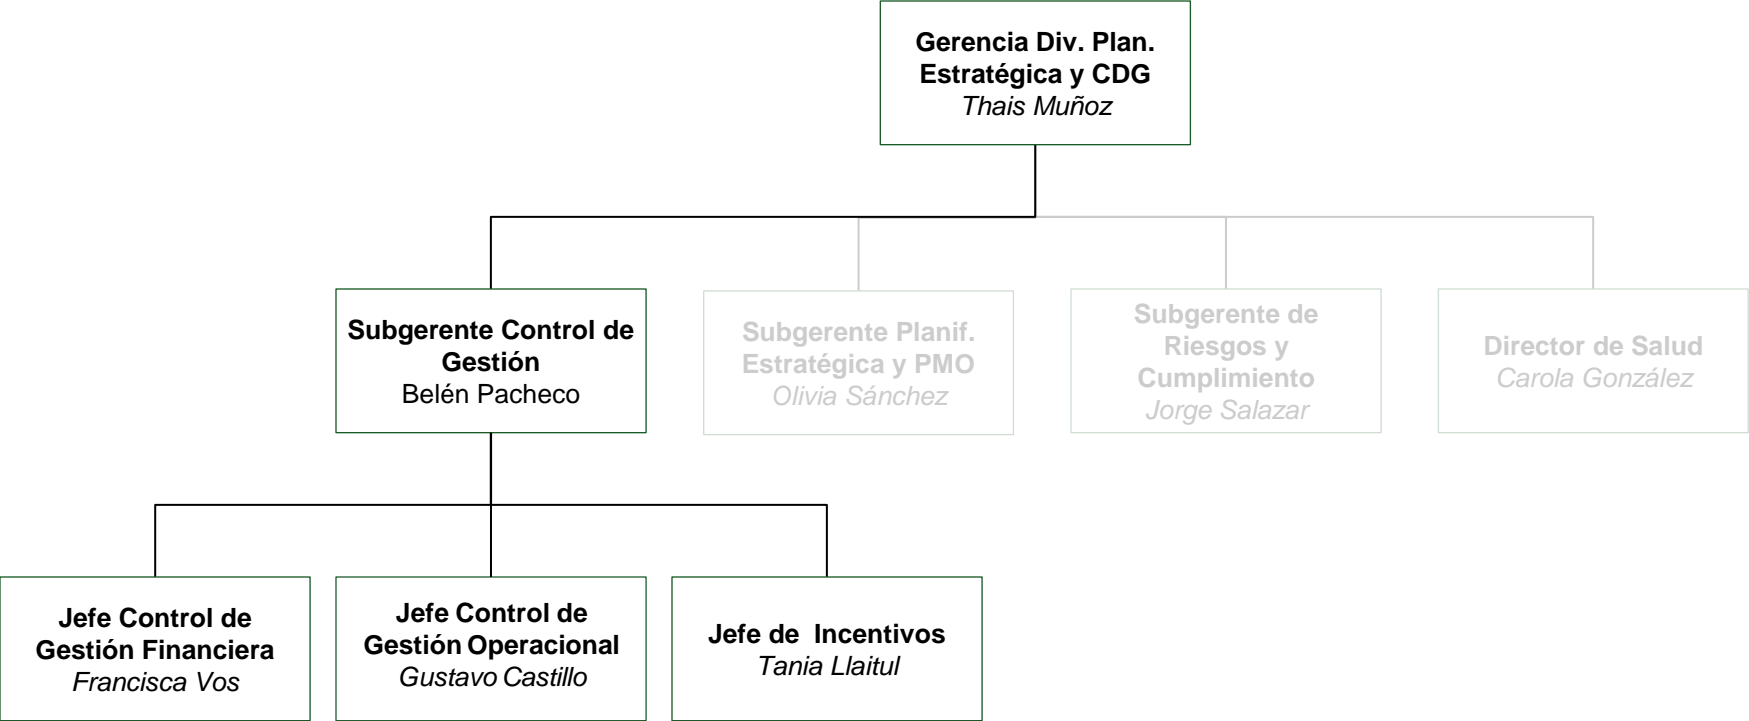 Gerencia Div. Plan.
Estratégica y CDG
Thais Muñoz
Subgerente Control de
Gestión
Belén Pacheco
Subgerente Planif.
Estratégica y PMO
Olivia Sánchez
Subgerente de
Riesgos y
Cumplimiento
Jorge Salazar
Director de Salud
Carola González
Jefe Control de
Gestión Financiera
Francisca Vos
Jefe Control de
Gestión Operacional
Gustavo Castillo
Jefe de  Incentivos
Tania Llaitul